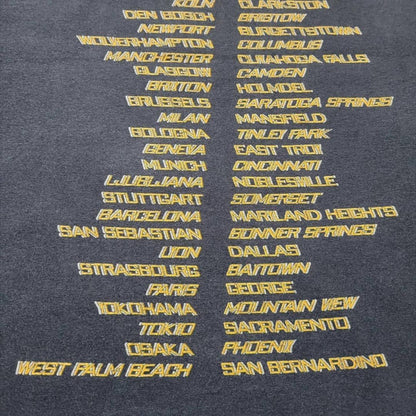 KÖLN
DEN BOSCH
NEWPORT
WOLVERHAMPTON
MANCHESTER
GLASGOW
BRIXTON
BRUSSELS
MILAN
BOLOGNA
GENEVA
MUNICH
LJUBLJANA
STUTTGART
BARCELONA
SAN SEBASTIAN
LYON
STRASBOURG
PARIS
YOKOHAMA
TOKYO
OSAKA
WEST PALM BEACH
CLARKSTON
BRISTOW
BURGETTSTOWN
COLUMBUS
CUYAHOGA FALLS
CAMDEN
HOLMDEL
SARATOGA SPRINGS
MANSFIELD
TINLEY PARK
EAST TROY
CINCINNATI
NOBLESVILLE
SOMERSET
MARYLAND HEIGHTS
BONNER SPRINGS
DALLAS
BAYTOWN
GEORGE
MOUNTAIN VIEW
SACRAMENTO
PHOENIX
SAN BERNARDINO